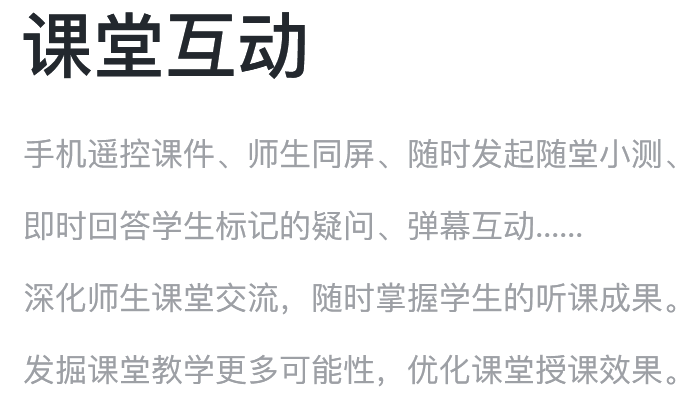 课堂互动
手机遥控课件、师生同屏、随时发起随堂小测、
即时回答学生标记的疑问、弹幕互动......
深化师生课堂交流，随时掌握学生的听课成果。
发掘课堂教学更多可能性，优化课堂授课效果。